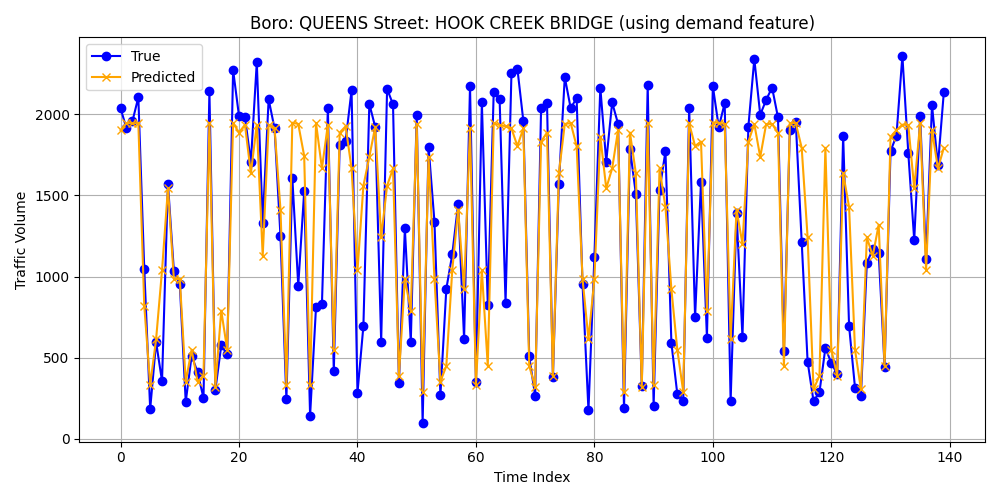 Boro: QUEENS Street: HOOK CREEK BRIDGE (using demand feature)
True
Predicted
Traffic Volume
2000
1500
1000
500
0
0 20 40 60 80 100 120 140
Time Index